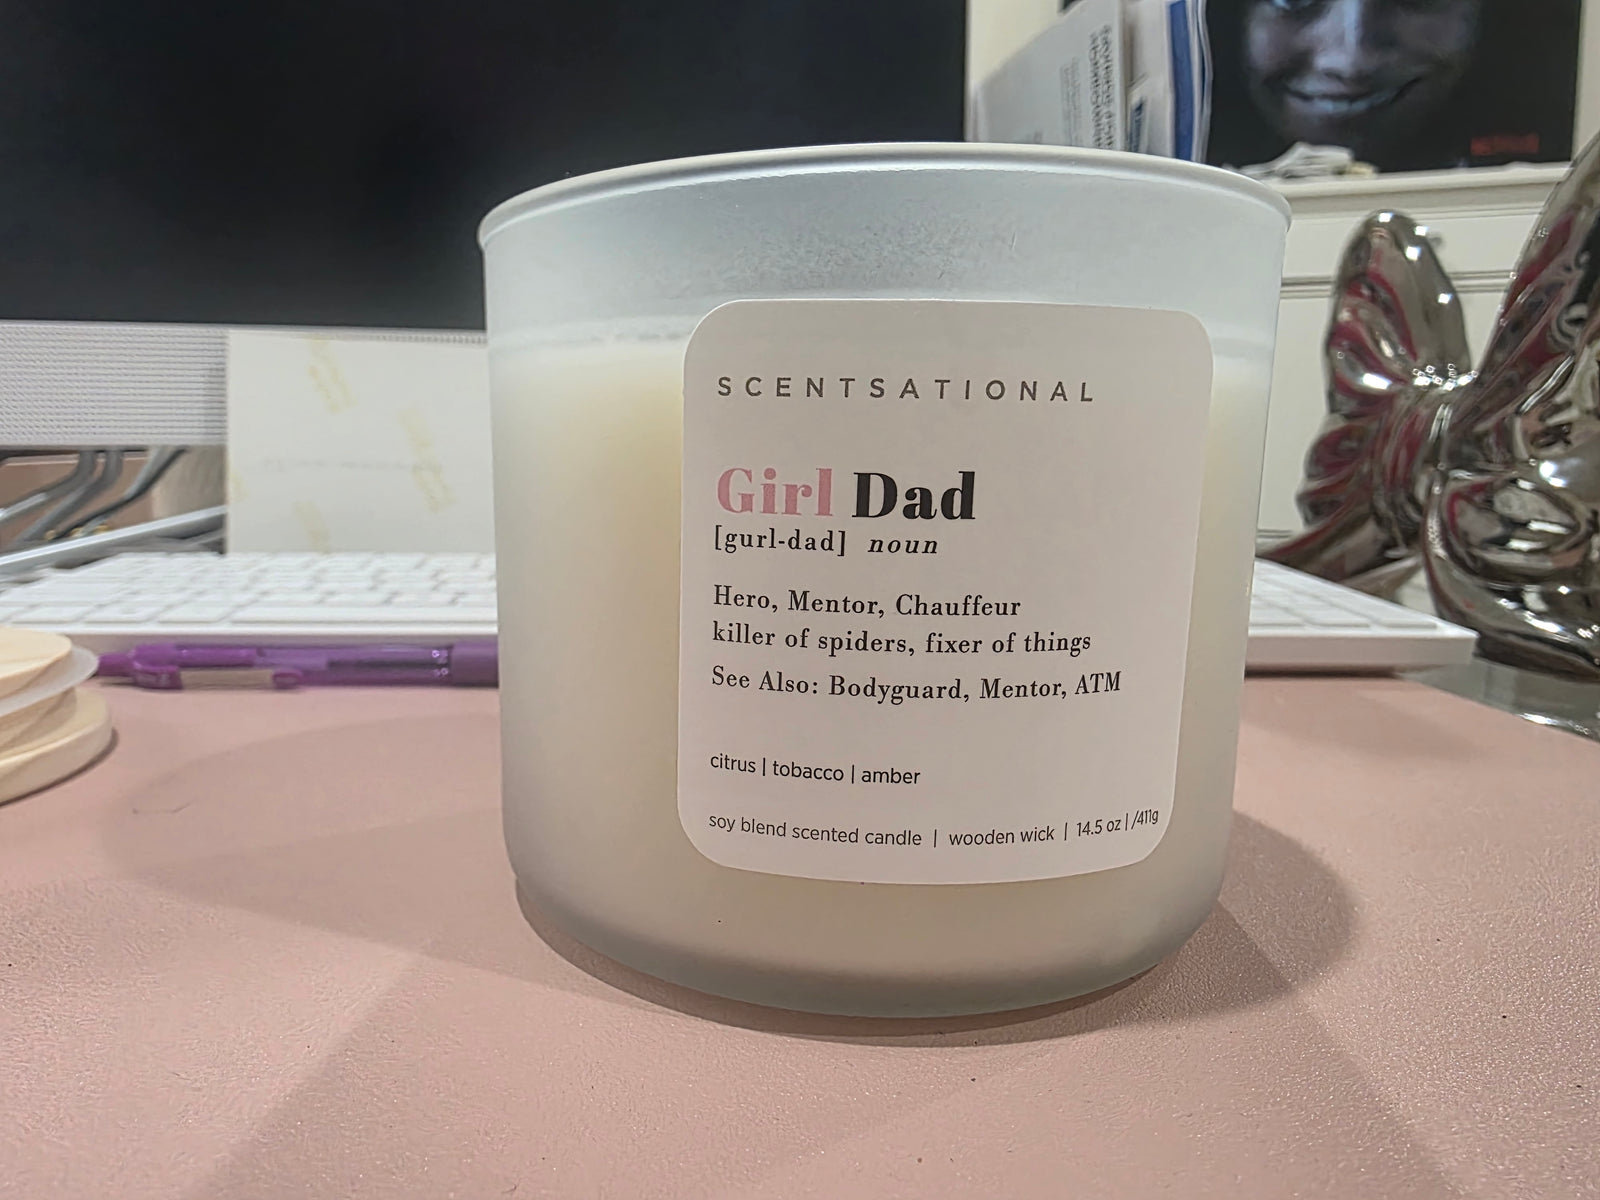 SCENTSATIONAL
Girl Dad
[gurl-dad] noun
Hero, Mentor, Chauffeur
killer of spiders, fixer of things
See Also: Bodyguard, Mentor, ATM
citrus | tobacco | amber
soy blend scented candle | wooden wick | 14.5 oz | /411g